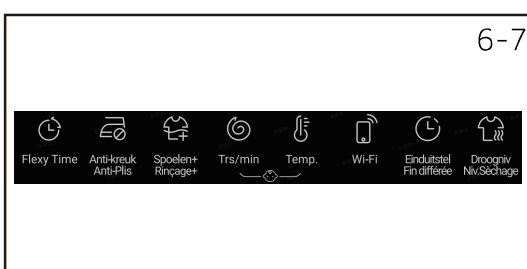 6-7
Flexy Time Anti-kreuk Spoelen+ Trs/min Temp. Wi-Fi Einduitstel Droogniv
Anti-Plis Rinçage+ Fin différée Niv.Sèchage